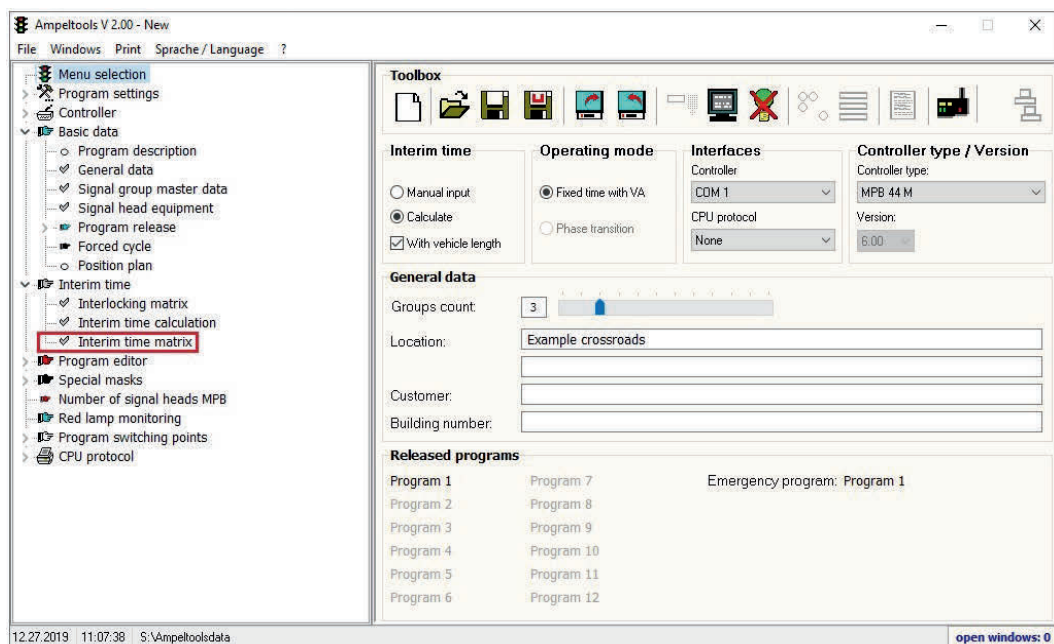 Ampeltools V 2.00 - New
File Windows Print Sprache / Language ?
Menu selection
Program settings
Controller
Basic data
Program description
General data
Signal group master data
Signal head equipment
Program release
Forced cycle
Position plan
Interim time
Interlocking matrix
Interim time calculation
Interim time matrix
Program editor
Special masks
Number of signal heads MPB
Red lamp monitoring
Program switching points
CPU protocol
Toolbox
Interim time
Manual input
Calculate
With vehicle length
Operating mode
Fixed time with VA
Phase transition
Interfaces
Controller
COM 1
CPU protocol
None
Controller type / Version
Controller type:
MPB 44 M
Version:
6.00
General data
Groups count: 3
Location: Example crossroads
Customer:
Building number:
Released programs
Program 1 Program 7 Emergency program: Program 1
Program 2 Program 8
Program 3 Program 9
Program 4 Program 10
Program 5 Program 11
Program 6 Program 12
12.27.2019 11:07:38 S:\Ampeltoolsdata open windows: 0